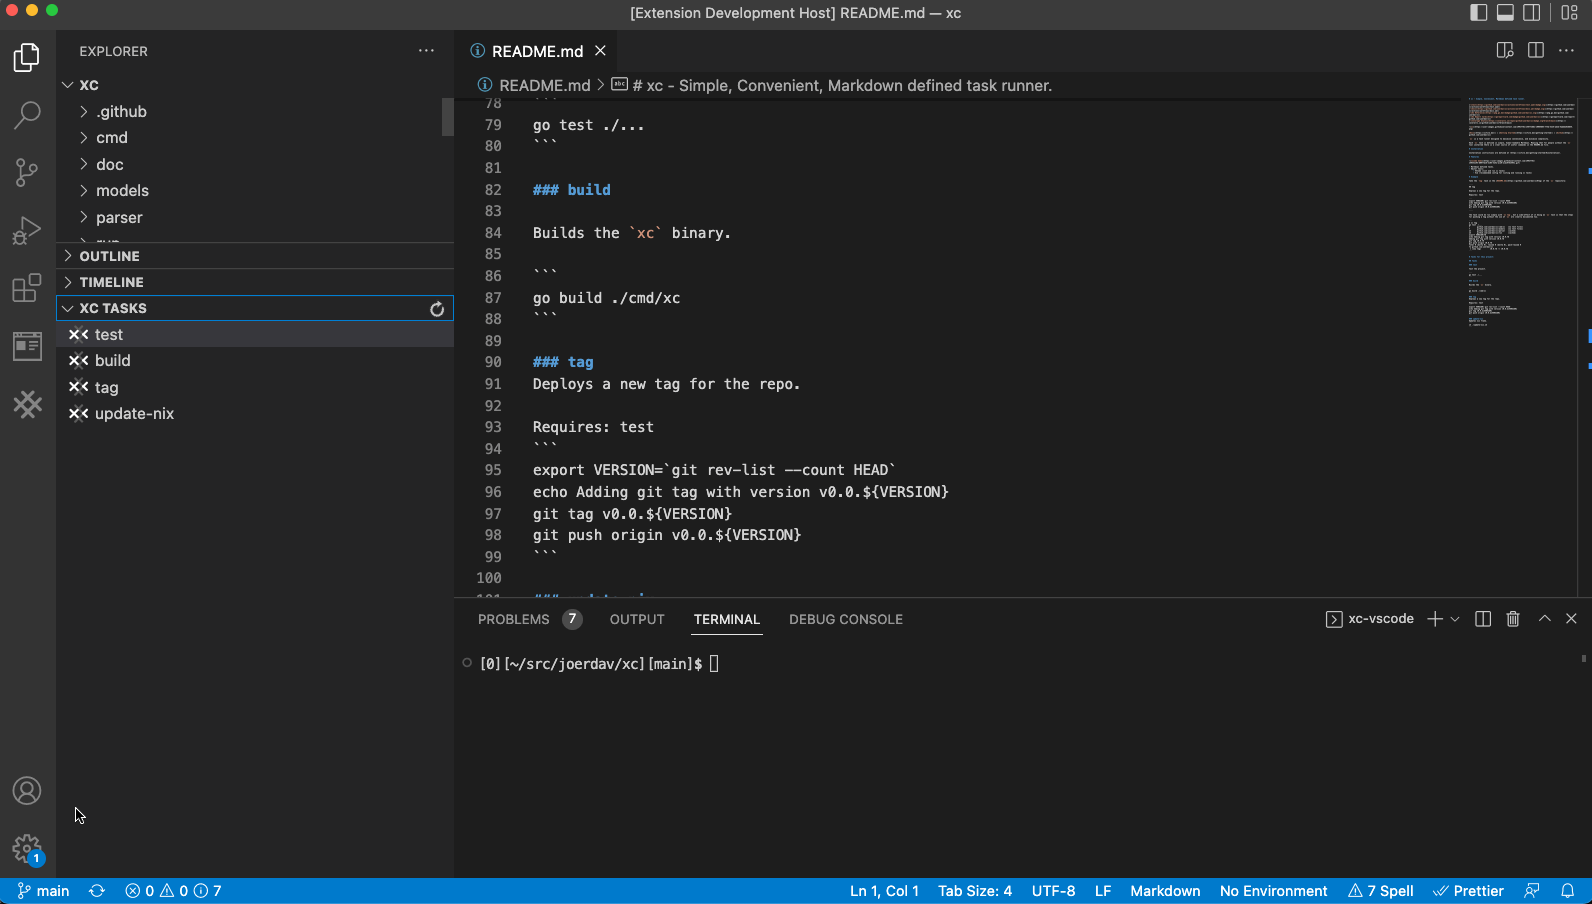 [Extension Development Host] README.md — xc
EXPLORER
XC
.github
cmd
doc
models
parser
OUTLINE
TIMELINE
XC TASKS
test
build
tag
update-nix
README.md
README.md > # xc - Simple, Convenient, Markdown defined task runner.
78 ```
79 go test ./...
80 ```
81
82 ### build
83
84 Builds the `xc` binary.
85
86 ```
87 go build ./cmd/xc
88 ```
89
90 ### tag
91 Deploys a new tag for the repo.
92
93 Requires: test
94 ```
95 export VERSION=`git rev-list --count HEAD`
96 echo Adding git tag with version v0.0.${VERSION}
97 git tag v0.0.${VERSION}
98 git push origin v0.0.${VERSION}
99 ```
100
PROBLEMS 7 OUTPUT TERMINAL DEBUG CONSOLE
xc-vscode
[0][~/src/joerdav/xc][main]$
1
main 0 0 7
Ln 1, Col 1 Tab Size: 4 UTF-8 LF Markdown No Environment 7 Spell Prettier